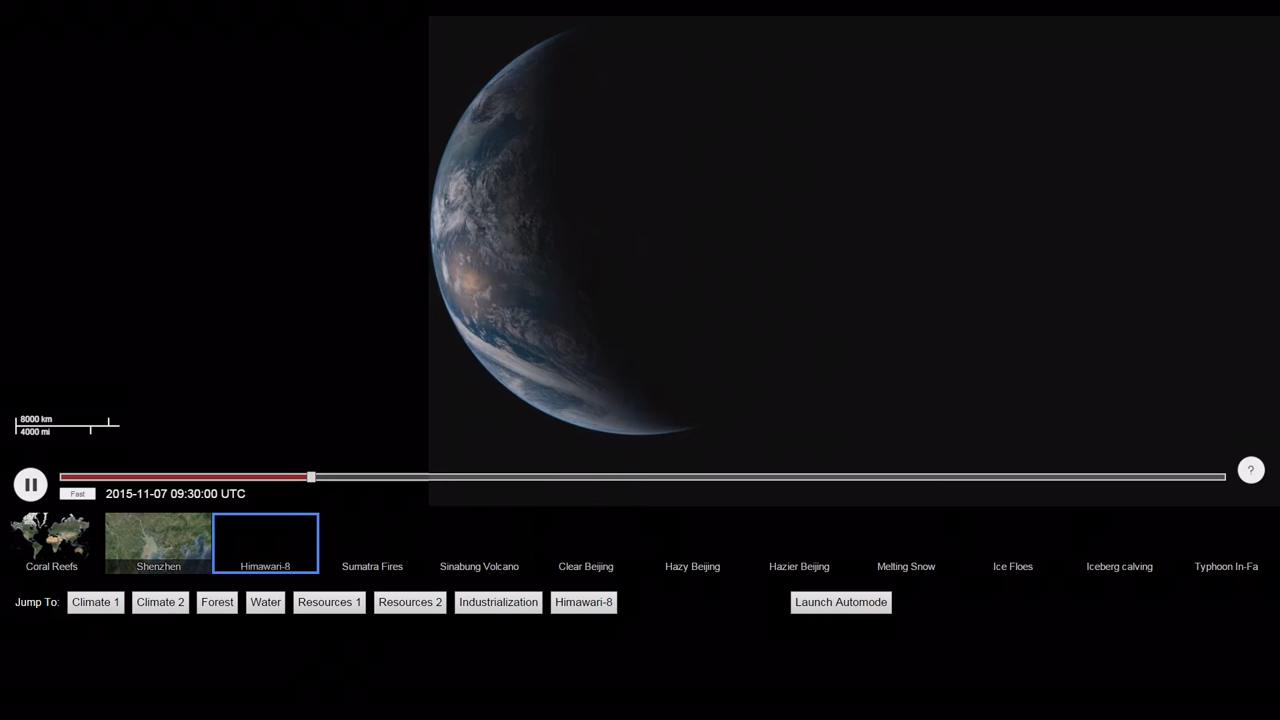 8000 km
4000 mi
?
Fast
2015-11-07 09:30:00 UTC
Coral Reefs
Shenzhen
Himawari-8
Sumatra Fires
Sinabung Volcano
Clear Beijing
Hazy Beijing
Hazier Beijing
Melting Snow
Ice Floes
Iceberg calving
Typhoon In-Fa
Jump To: Climate 1 Climate 2 Forest Water Resources 1 Resources 2 Industrialization Himawari-8 Launch Automode